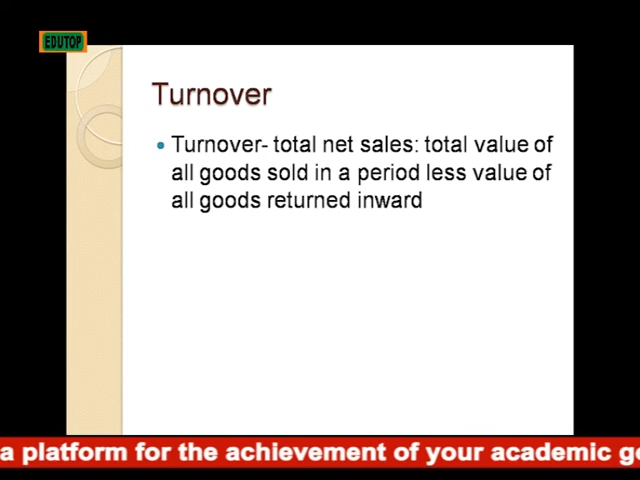 EDUTOP
Turnover
• Turnover- total net sales: total value of
all goods sold in a period less value of
all goods returned inward
a platform for the achievement of your academic